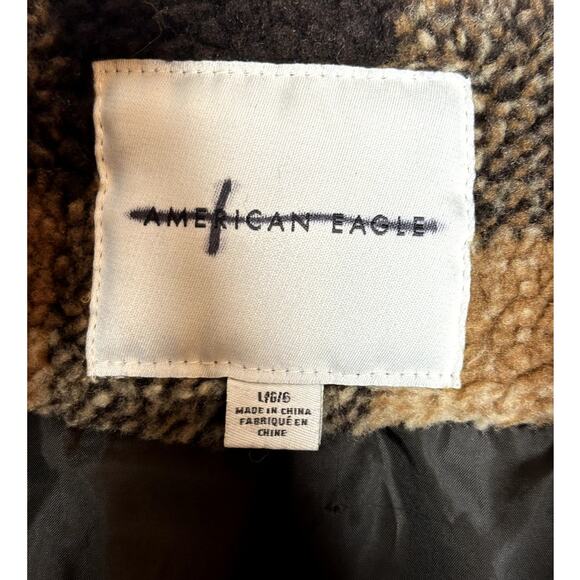 AMERICAN EAGLE
L/G/G
MADE IN CHINA
FABRIQUÉ EN
CHINE